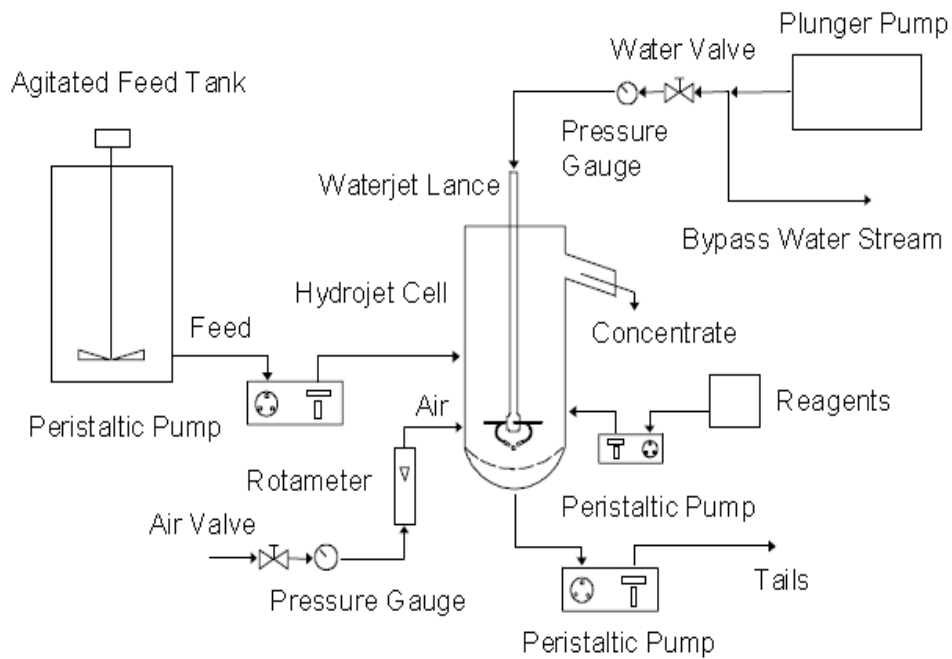 Plunger Pump
Water Valve
Agitated Feed Tank
Pressure
Gauge
Waterjet Lance
Bypass Water Stream
Hydrojet Cell
Concentrate
Feed
Air
Reagents
Peristaltic Pump
Rotameter
Peristaltic Pump
Air Valve
Tails
Pressure Gauge
Peristaltic Pump